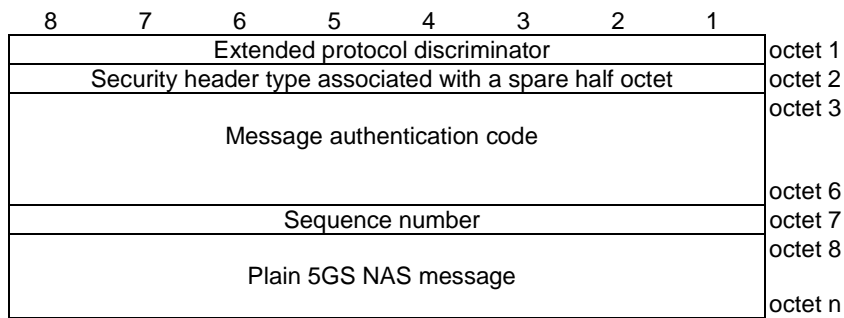 8 7 6 5 4 3 2 1
Extended protocol discriminator octet 1
Security header type associated with a spare half octet octet 2
octet 3
Message authentication code
octet 6
Sequence number octet 7
octet 8
Plain 5GS NAS message
octet n